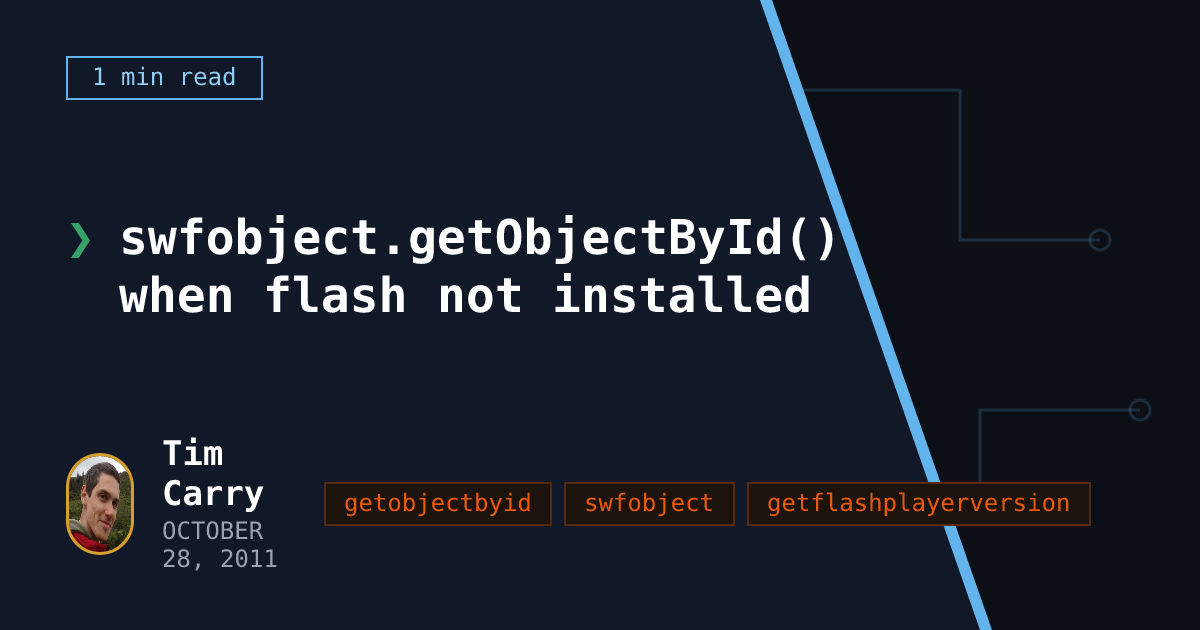 1 min read
❯ swfobject.getObjectById()
when flash not installed
Tim
Carry
OCTOBER
28, 2011
getobjectbyid
swfobject
getflashplayerversion